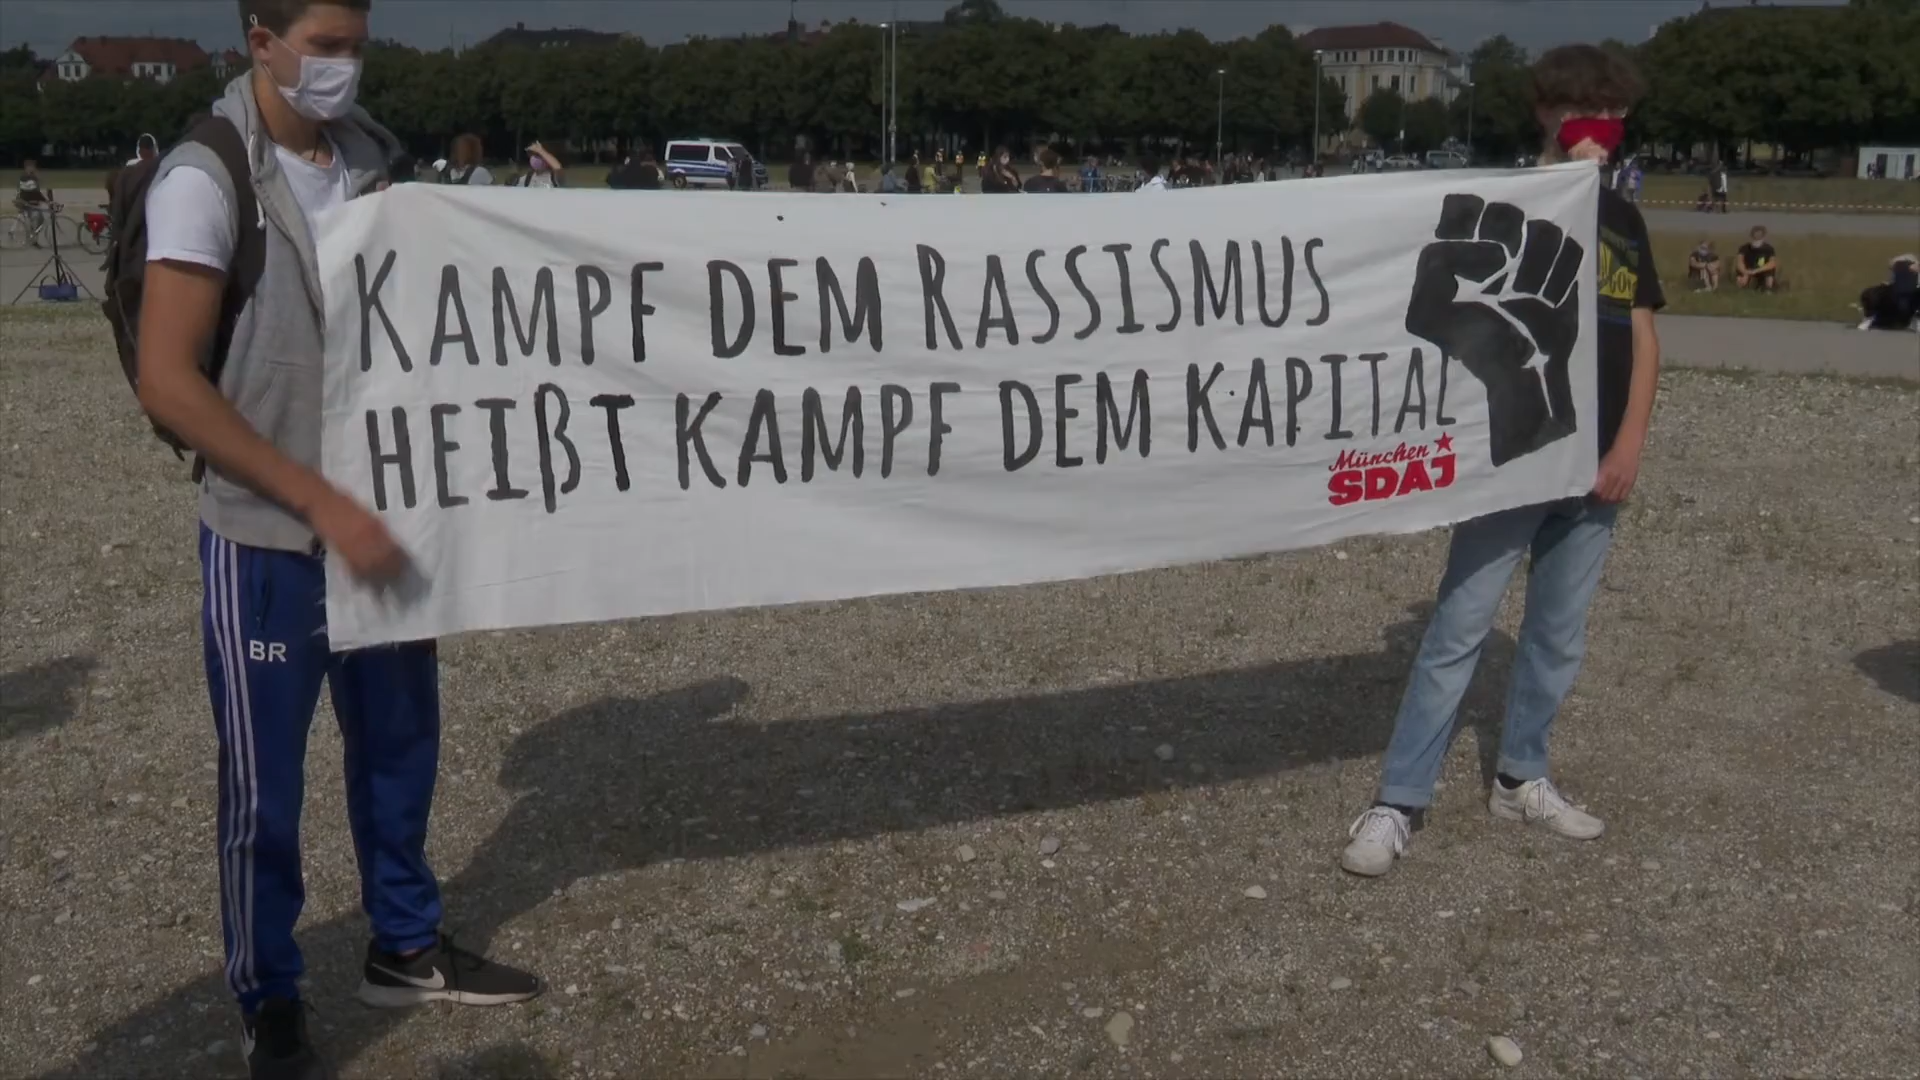 KAMPF DEM RASSISMUS
HEIßT KAMPF DEM KAPITAL
München
SDAJ
BR